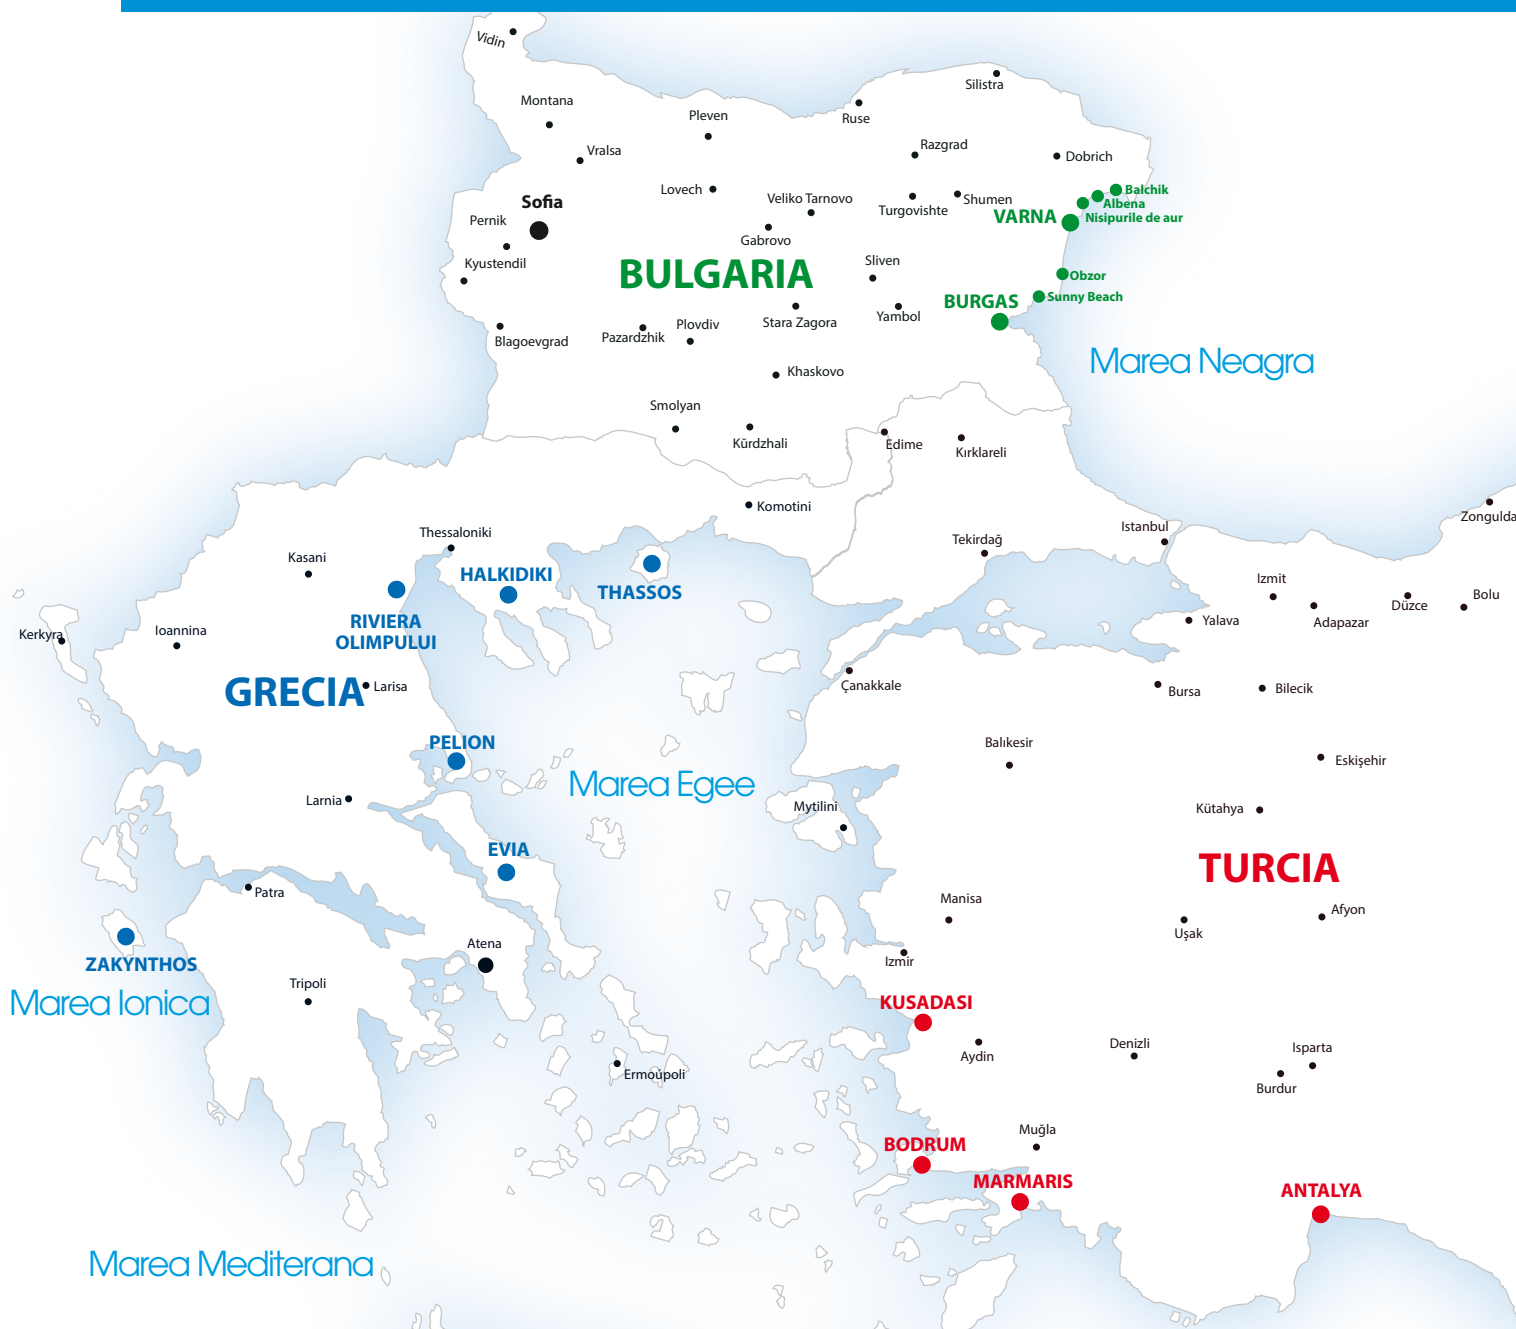 Vidin
Silistra
Montana
Pleven
Ruse
Vralsa
Razgrad
Dobrich
Lovech
Balchik
Sofia
Veliko Tarnovo
Shumen
Albena
Turgovishte
VARNA
Nisipurile de aur
Pernik
Gabrovo
Kyustendil
Sliven
BULGARIA
Obzor
Sunny Beach
BURGAS
Yambol
Stara Zagora
Plovdiv
Pazardzhik
Blagoevgrad
Marea Neagra
Khaskovo
Smolyan
Kŭrdzhali
Edime
Kırklareli
Komotini
Zongulda
Istanbul
Thessaloniki
Tekirdağ
Kasani
HALKIDIKI
THASSOS
Izmit
Bolu
Düzce
RIVIERA
OLIMPULUI
Yalava
Adapazar
Kerkyra
Ioannina
GRECIA
Larisa
Çanakkale
Bursa
Bilecik
PELION
Balıkesir
Eskişehir
Marea Egee
Larnia
Mytilini
Kütahya
EVIA
TURCIA
Patra
Manisa
Afyon
Uşak
Atena
Izmir
ZAKYNTHOS
Tripoli
Marea Ionica
KUSADASI
Aydin
Denizli
Isparta
Burdur
Ermoúpoli
Muğla
BODRUM
MARMARIS
ANTALYA
Marea Mediterana